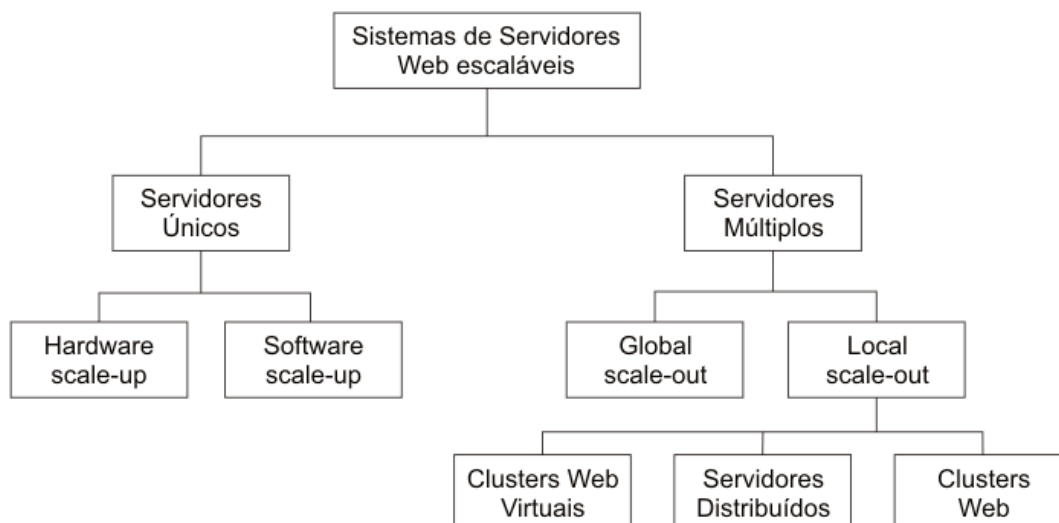 Sistemas de Servidores
Web escaláveis
Servidores
Únicos
Servidores
Múltiplos
Hardware
scale-up
Software
scale-up
Global
scale-out
Local
scale-out
Clusters Web
Virtuais
Servidores
Distribuídos
Clusters
Web